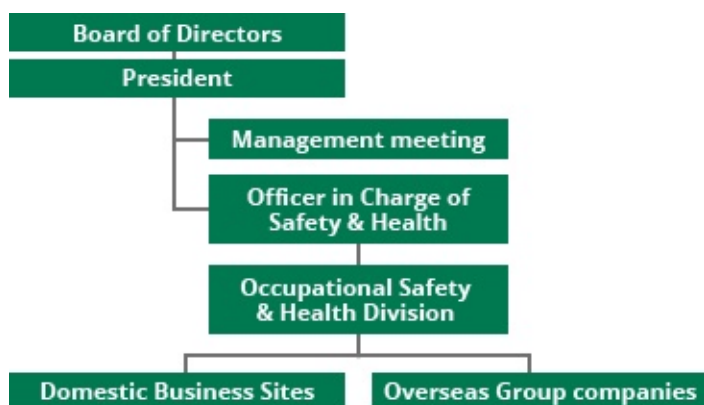 Board of Directors
President
Management meeting
Officer in Charge of
Safety & Health
Occupational Safety
& Health Division
Domestic Business Sites
Overseas Group companies